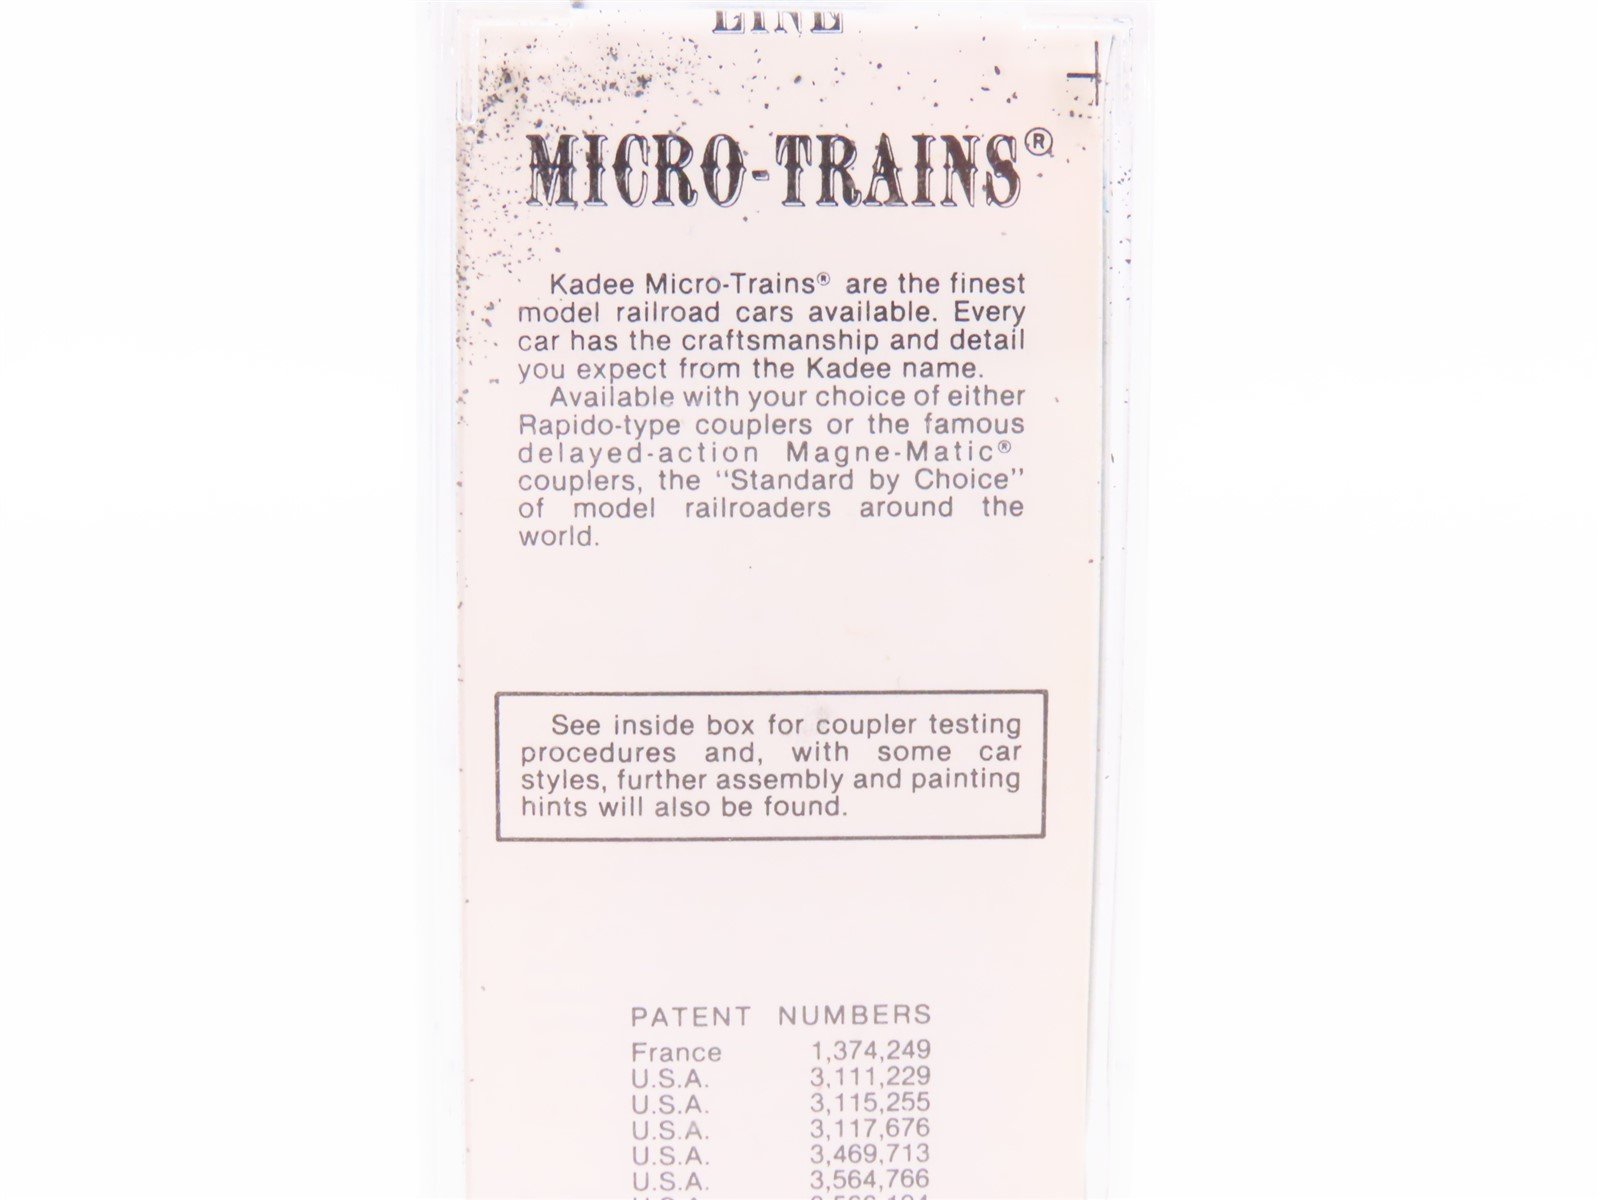 LINE
MICRO-TRAINS®
Kadee Micro-Trains® are the finest
model railroad cars available. Every
car has the craftsmanship and detail
you expect from the Kadee name.
Available with your choice of either
Rapido-type couplers or the famous
delayed-action Magne-Matic®
couplers, the “Standard by Choice”
of model railroaders around the
world.
See inside box for coupler testing
procedures and, with some car
styles, further assembly and painting
hints will also be found.
PATENT NUMBERS
France 1,374,249
U.S.A. 3,111,229
U.S.A. 3,115,255
U.S.A. 3,117,676
U.S.A. 3,469,713
U.S.A. 3,564,766
U.S.A.